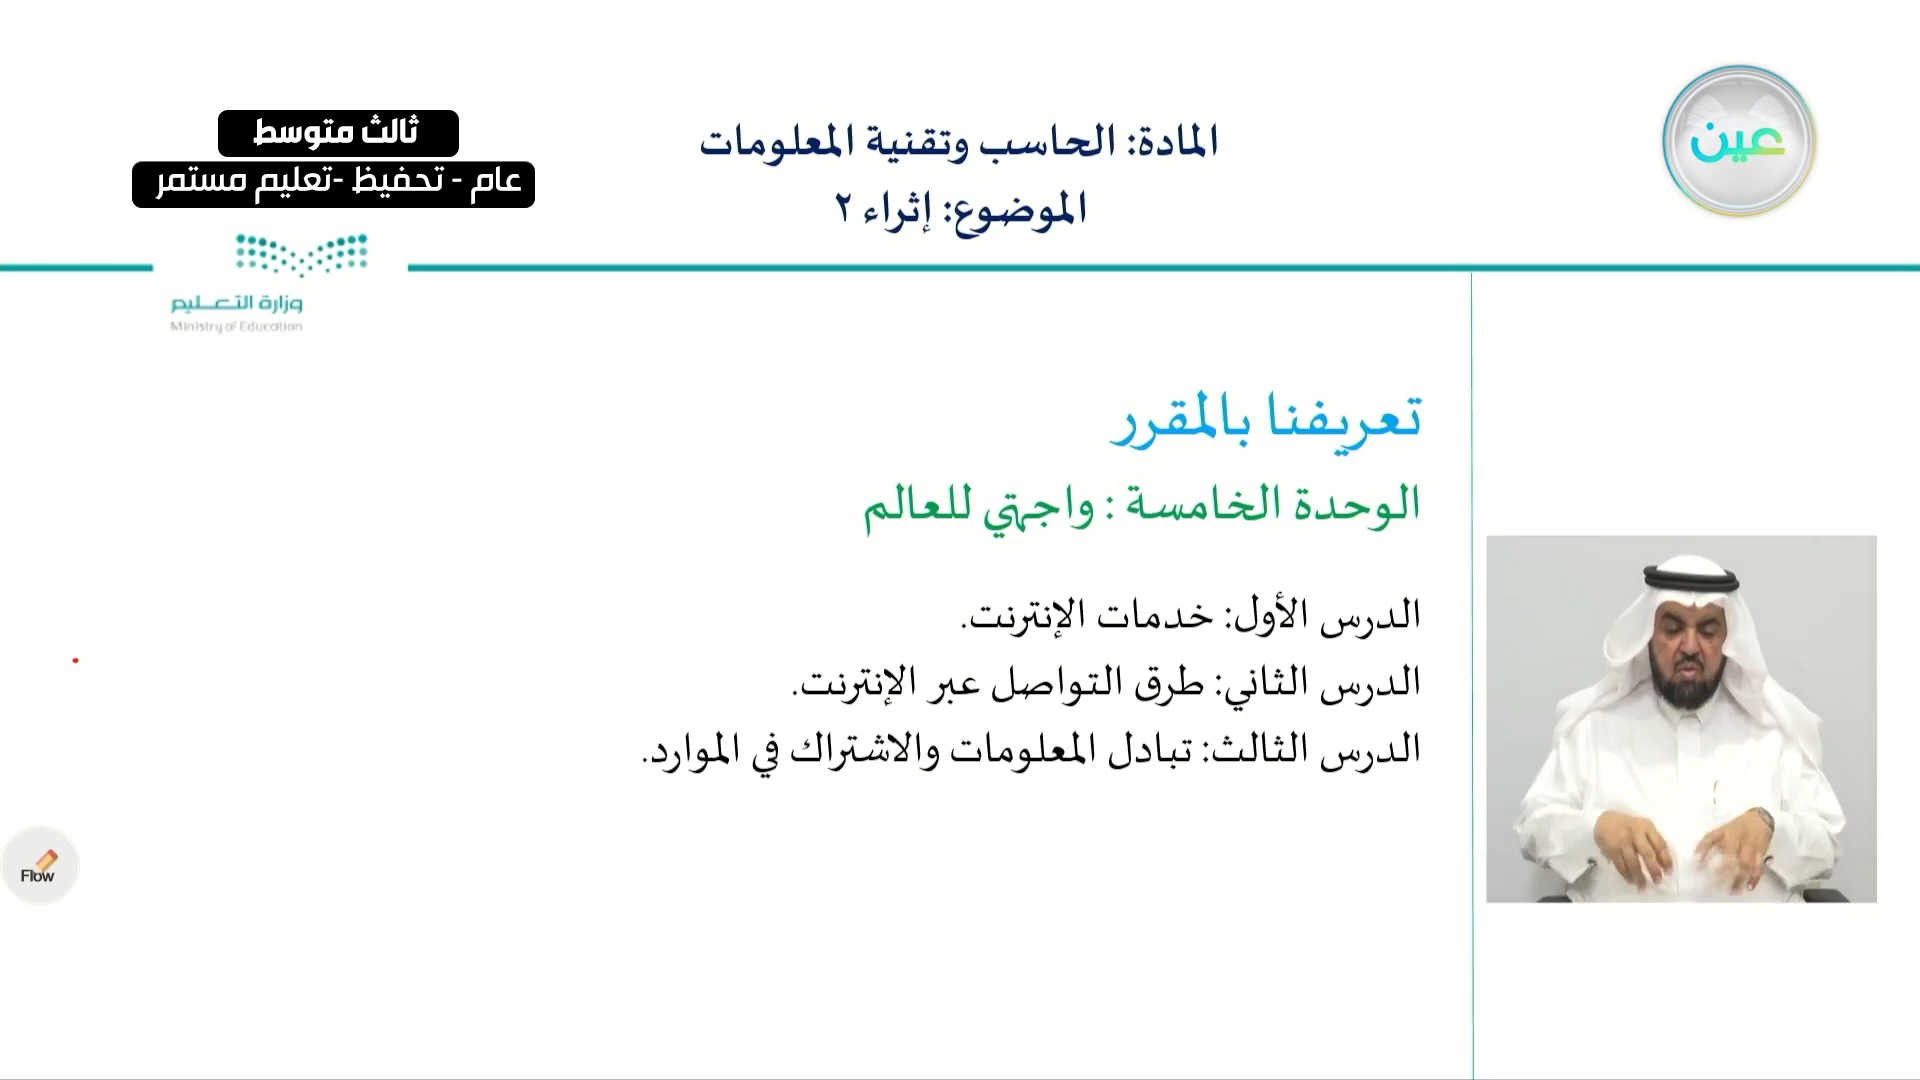 المادة: الحاسب وتقنية المعلومات
الموضوع: إثراء ٢
عين
ثالث متوسط
عام - تحفيظ -تعليم مستمر
وزارة التعليم
Ministry of Education
تعريفنا بالمقرر
الوحدة الخامسة : واجهتي للعالم
الدرس الأول: خدمات الإنترنت.
الدرس الثاني: طرق التواصل عبر الإنترنت.
الدرس الثالث: تبادل المعلومات والاشتراك في الموارد.
Flow